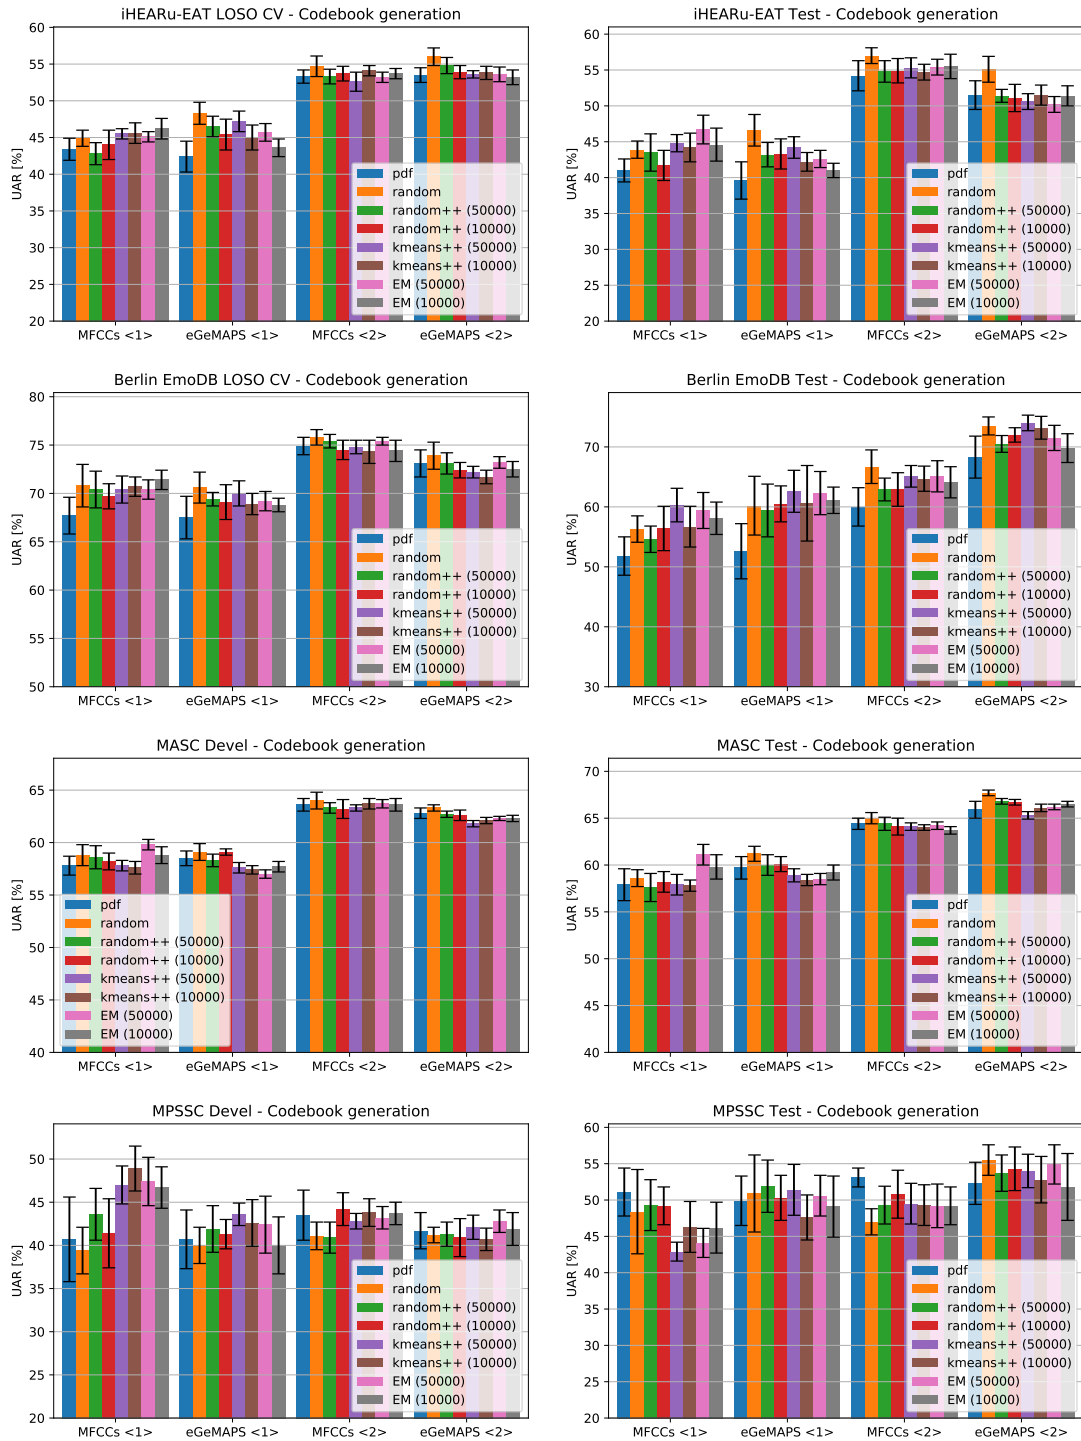 iHEARu-EAT LOSO CV - Codebook generation
UAR [%]
60
55
50
45
40
35
30
25
20
MFCCs <1>
eGeMAPS <1>
MFCCs <2>
eGeMAPS <2>
pdf
random
random++ (50000)
random++ (10000)
kmeans++ (50000)
kmeans++ (10000)
EM (50000)
EM (10000)
iHEARu-EAT Test - Codebook generation
UAR [%]
60
55
50
45
40
35
30
25
20
MFCCs <1>
eGeMAPS <1>
MFCCs <2>
eGeMAPS <2>
pdf
random
random++ (50000)
random++ (10000)
kmeans++ (50000)
kmeans++ (10000)
EM (50000)
EM (10000)
Berlin EmoDB LOSO CV - Codebook generation
UAR [%]
80
75
70
65
60
55
50
MFCCs <1>
eGeMAPS <1>
MFCCs <2>
eGeMAPS <2>
pdf
random
random++ (50000)
random++ (10000)
kmeans++ (50000)
kmeans++ (10000)
EM (50000)
EM (10000)
Berlin EmoDB Test - Codebook generation
UAR [%]
70
60
50
40
30
MFCCs <1>
eGeMAPS <1>
MFCCs <2>
eGeMAPS <2>
pdf
random
random++ (50000)
random++ (10000)
kmeans++ (50000)
kmeans++ (10000)
EM (50000)
EM (10000)
MASC Devel - Codebook generation
UAR [%]
65
60
55
50
45
40
MFCCs <1>
eGeMAPS <1>
MFCCs <2>
eGeMAPS <2>
pdf
random
random++ (50000)
random++ (10000)
kmeans++ (50000)
kmeans++ (10000)
EM (50000)
EM (10000)
MASC Test - Codebook generation
UAR [%]
70
65
60
55
50
45
40
MFCCs <1>
eGeMAPS <1>
MFCCs <2>
eGeMAPS <2>
pdf
random
random++ (50000)
random++ (10000)
kmeans++ (50000)
kmeans++ (10000)
EM (50000)
EM (10000)
MPSSC Devel - Codebook generation
UAR [%]
50
45
40
35
30
25
20
MFCCs <1>
eGeMAPS <1>
MFCCs <2>
eGeMAPS <2>
pdf
random
random++ (50000)
random++ (10000)
kmeans++ (50000)
kmeans++ (10000)
EM (50000)
EM (10000)
MPSSC Test - Codebook generation
UAR [%]
60
55
50
45
40
35
30
25
20
MFCCs <1>
eGeMAPS <1>
MFCCs <2>
eGeMAPS <2>
pdf
random
random++ (50000)
random++ (10000)
kmeans++ (50000)
kmeans++ (10000)
EM (50000)
EM (10000)